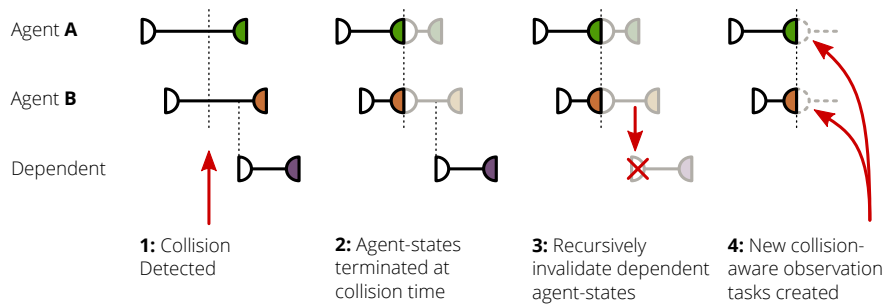 Agent A
Agent B
Dependent
1: Collision
Detected
2: Agent-states
terminated at
collision time
3: Recursively
invalidate dependent
agent-states
4: New collision-
aware observation
tasks created